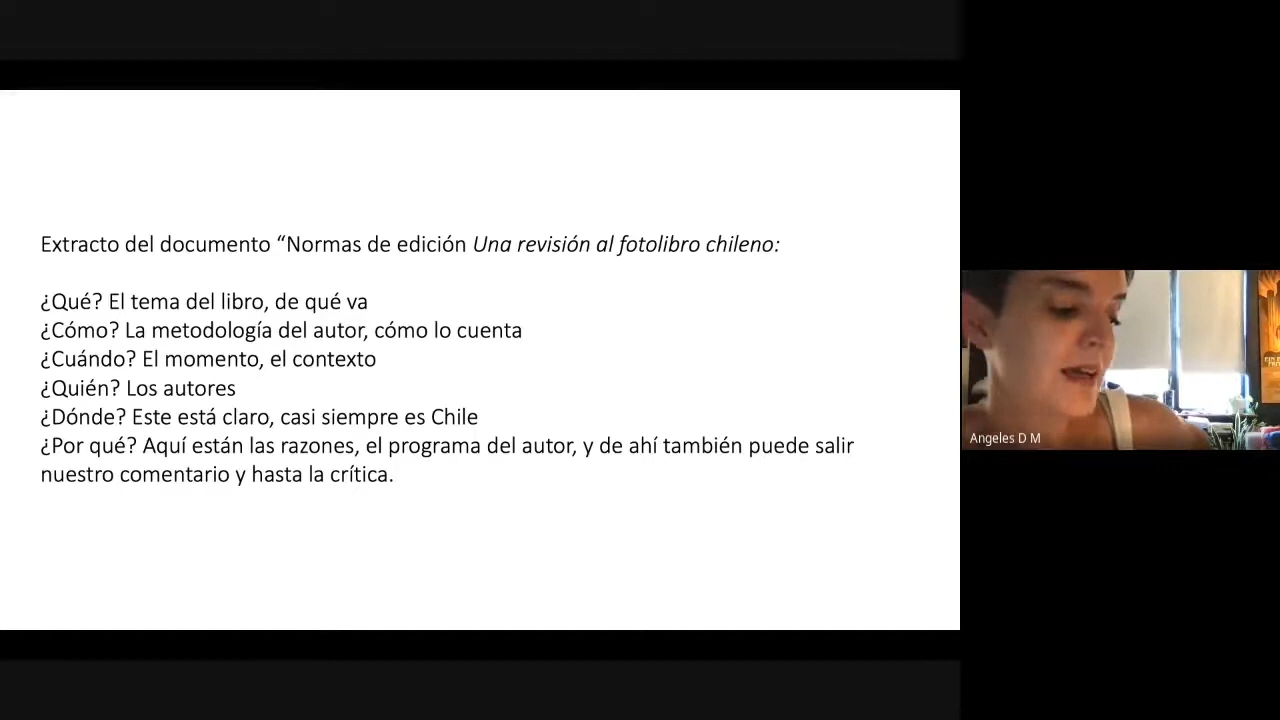 Extracto del documento “Normas de edición Una revisión al fotolibro chileno:
¿Qué? El tema del libro, de qué va
¿Cómo? La metodología del autor, cómo lo cuenta
¿Cuándo? El momento, el contexto
¿Quién? Los autores
¿Dónde? Este está claro, casi siempre es Chile
¿Por qué? Aquí están las razones, el programa del autor, y de ahí también puede salir
nuestro comentario y hasta la crítica.
Angeles D M